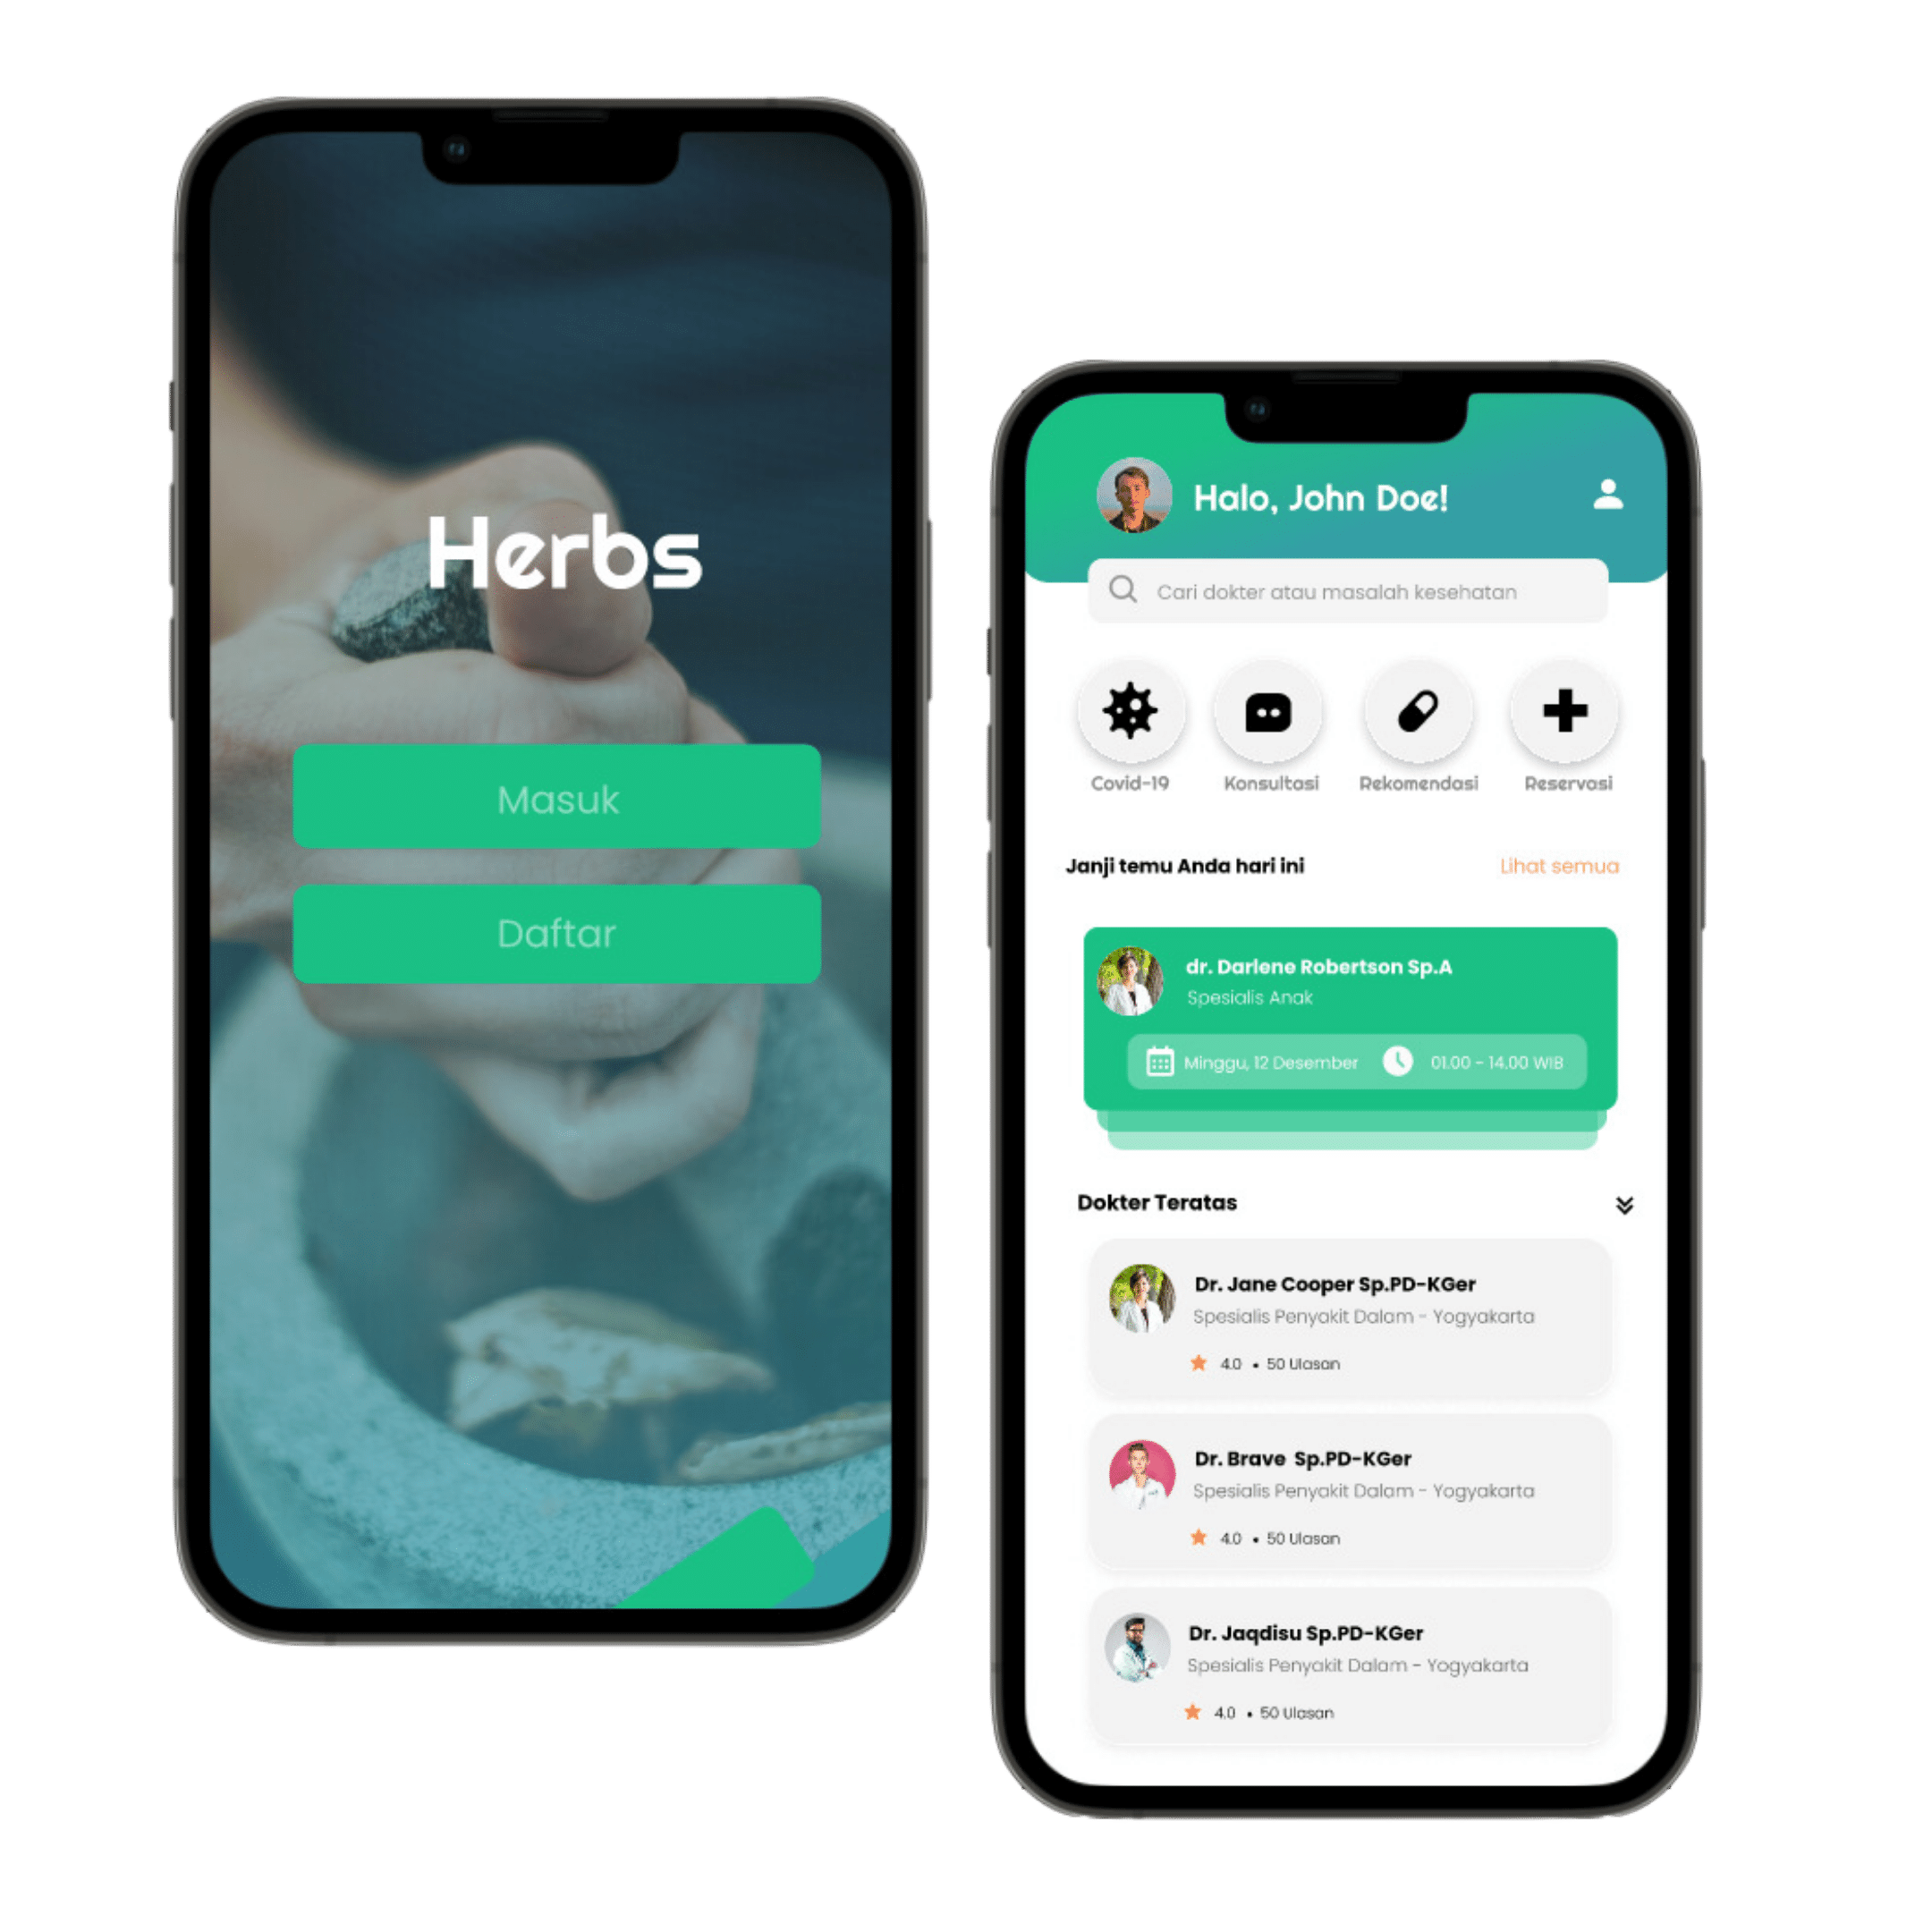 Herbs
Masuk
Daftar
Halo, John Doe!
Cari dokter atau masalah kesehatan
Covid-19
Konsultasi
Rekomendasi
Reservasi
Janji temu Anda hari ini
Lihat semua
dr. Darlene Robertson Sp.A
Spesialis Anak
Minggu, 12 Desember
01.00 - 14.00 WIB
Dokter Teratas
Dr. Jane Cooper Sp.PD-KGer
Spesialis Penyakit Dalam - Yogyakarta
4.0 • 50 Ulasan
Dr. Brave Sp.PD-KGer
Spesialis Penyakit Dalam - Yogyakarta
4.0 • 50 Ulasan
Dr. Jaqdisu Sp.PD-KGer
Spesialis Penyakit Dalam - Yogyakarta
4.0 • 50 Ulasan